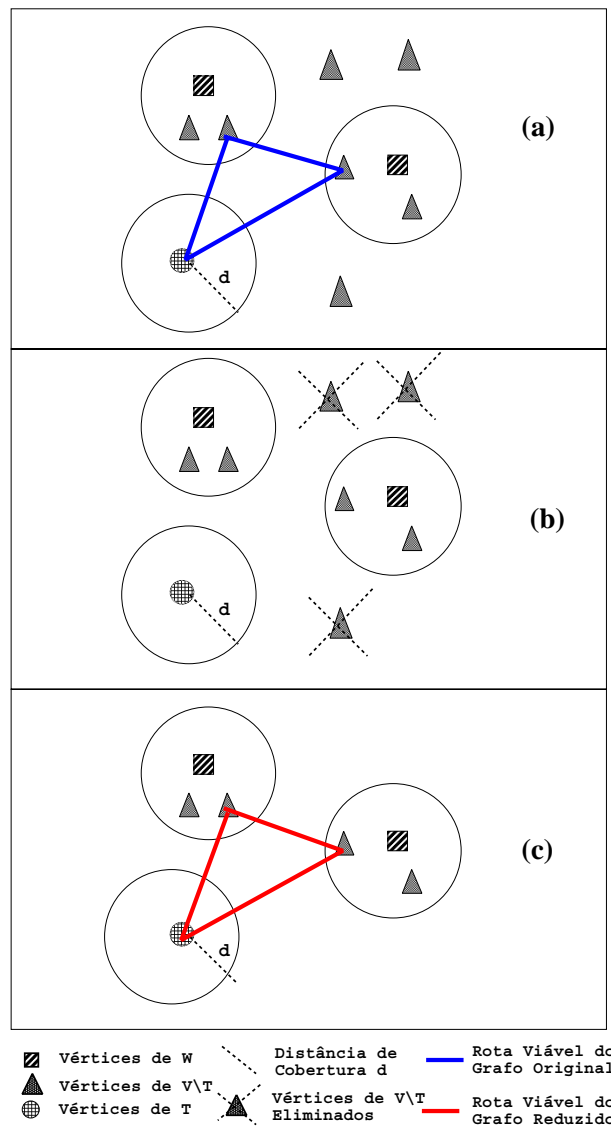 (a)
d
(b)
d
(c)
d
Vértices de W
Vértices de V\T
Vértices de T
Distância de
Cobertura d
Vértices de V\T
Eliminados
Rota Viável do
Grafo Original
Rota Viável do
Grafo Reduzido